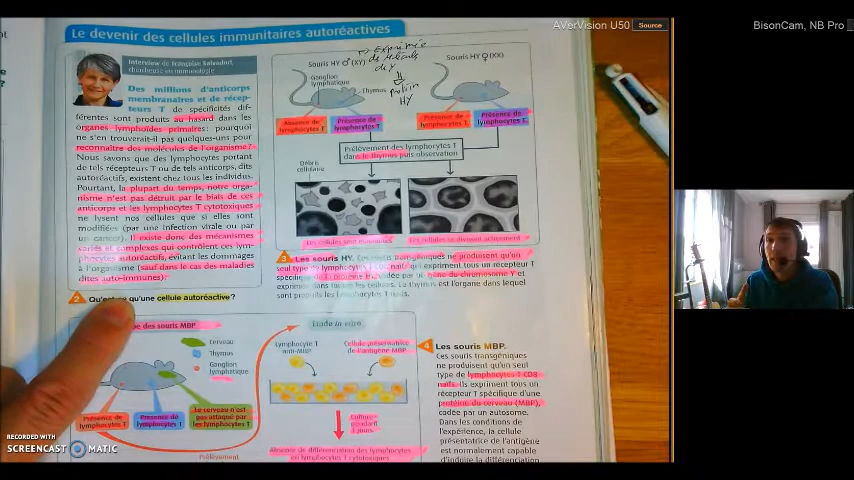 AVerVision U50
Source
BisonCam, NB Pro
Le devenir des cellules immunitaires autoréactives
Interview de Françoise Salvadori,
chercheuse en immunologie
Des millions d'anticorps
membranaires et de récep-
teurs T de spécificités dif-
férentes sont produits au hasard dans les
organes lymphoïdes primaires : pourquoi
ne s'en trouverait-il pas quelques-uns pour
reconnaître des molécules de l'organisme ?
Nous savons que des lymphocytes portant
de tels récepteurs T ou de tels anticorps, dits
autoréactifs, existent chez tous les individus.
Pourtant, la plupart du temps, notre orga-
nisme n'est pas détruit par le biais de ces
anticorps et les lymphocytes T cytotoxiques
ne lysent nos cellules que si elles sont
modifiées (par une infection virale ou par
un cancer). Il existe donc des mécanismes
variés et complexes qui contrôlent ces lym-
phocytes autoréactifs, évitant les dommages
à l'organisme (sauf dans le cas des maladies
dites auto-immunes).
2 Qu'est-ce qu'une cellule autoréactive ?
Souris HY ♂ (XY)
Exprimé
de
Protein
HY
Souris HY ♀ (XX)
Ganglion
lymphatique
Thymus
Absence de
lymphocytes T
Présence de
lymphocytes T
Présence de
lymphocytes T
Présence de
lymphocytes T
Prélèvement des lymphocytes T
dans le thymus puis observation
Débris
cellulaire
Les cellules sont
Les cellules se divisent activement
3 Les souris HY. Ces souris transgéniques ne produisent qu'un
seul type de lymphocytes T CD8 naïfs qui expriment tous un récepteur T
spécifique de la protéine HY codée par un gène du chromosome Y et
exprimée dans toutes les cellules. Le thymus est l'organe dans lequel
sont produits les lymphocytes T naïfs.
des souris MBP
Cerveau
Thymus
Ganglion
lymphatique
Présence de
lymphocytes T
Présence de
lymphocytes T
Le cerveau n'est
pas attaqué par
les lymphocytes T
Prélèvement
Étude in vitro
Lymphocyte T
anti-MBP
Cellule présentatrice
de l'antigène MBP
Culture
pendant
3 jours
Absence de différenciation des lymphocytes
en lymphocytes T cytotoxiques
4 Les souris MBP.
Ces souris transgéniques
ne produisent qu'un seul
type de lymphocytes T CD8
naïfs. Ils expriment tous un
récepteur T spécifique d'une
protéine du cerveau (MBP),
codée par un autosome.
Dans les conditions de
l'expérience, la cellule
présentatrice de l'antigène
est normalement capable
d'induire la différenciation
RECORDED WITH
SCREENCAST MATIC